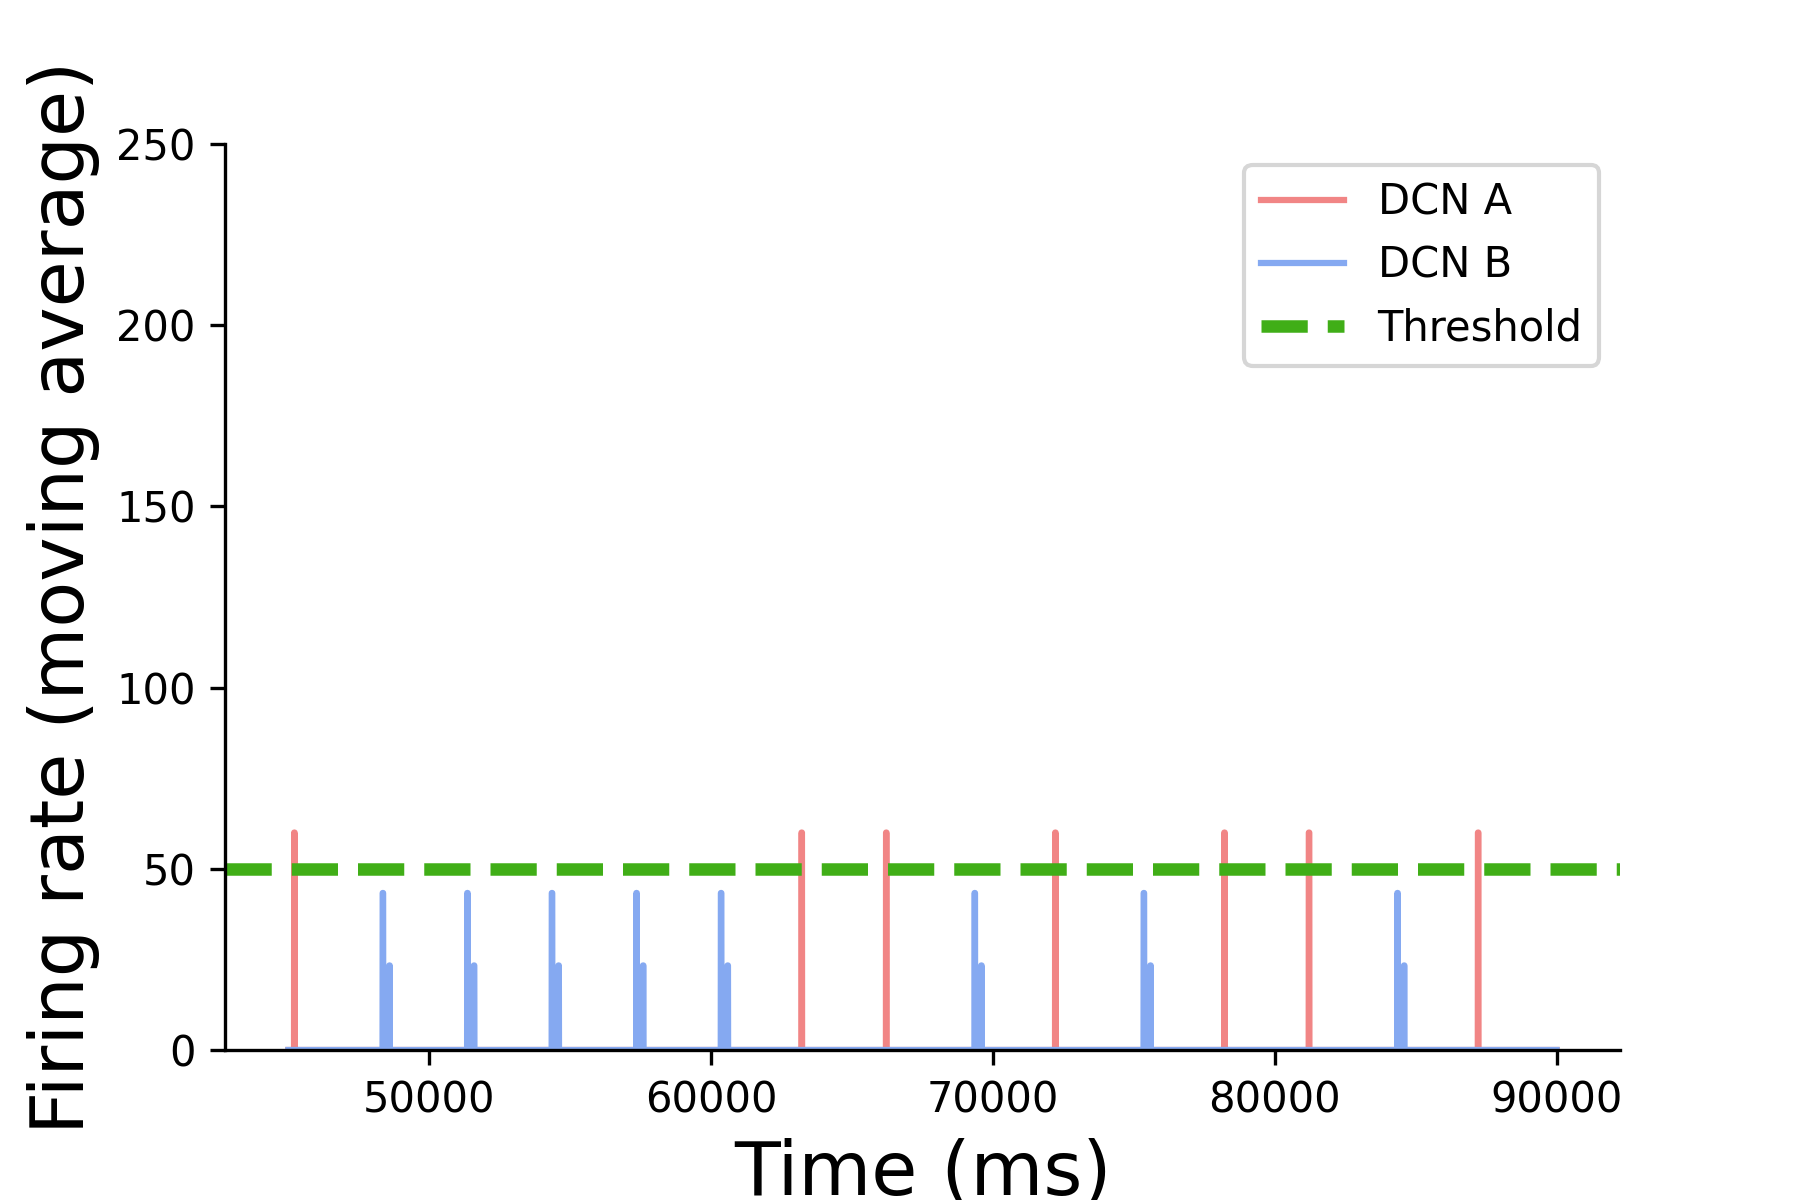 Firing rate (moving average)
250
200
150
100
50
0
DCN A
DCN B
Threshold
50000 60000 70000 80000 90000
Time (ms)